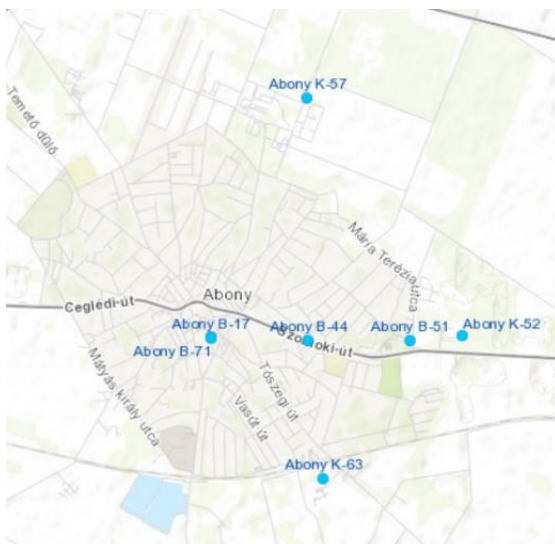 Abony K-57
Temető dűlő
Mária Terézia utca
Abony
Ceglédi-út
Abony B-17
Abony B-44
Abony B-51
Abony K-52
Szolnoki-út
Abony B-71
Mátyás király utca
Tószegi út
Vasút út
Abony K-63